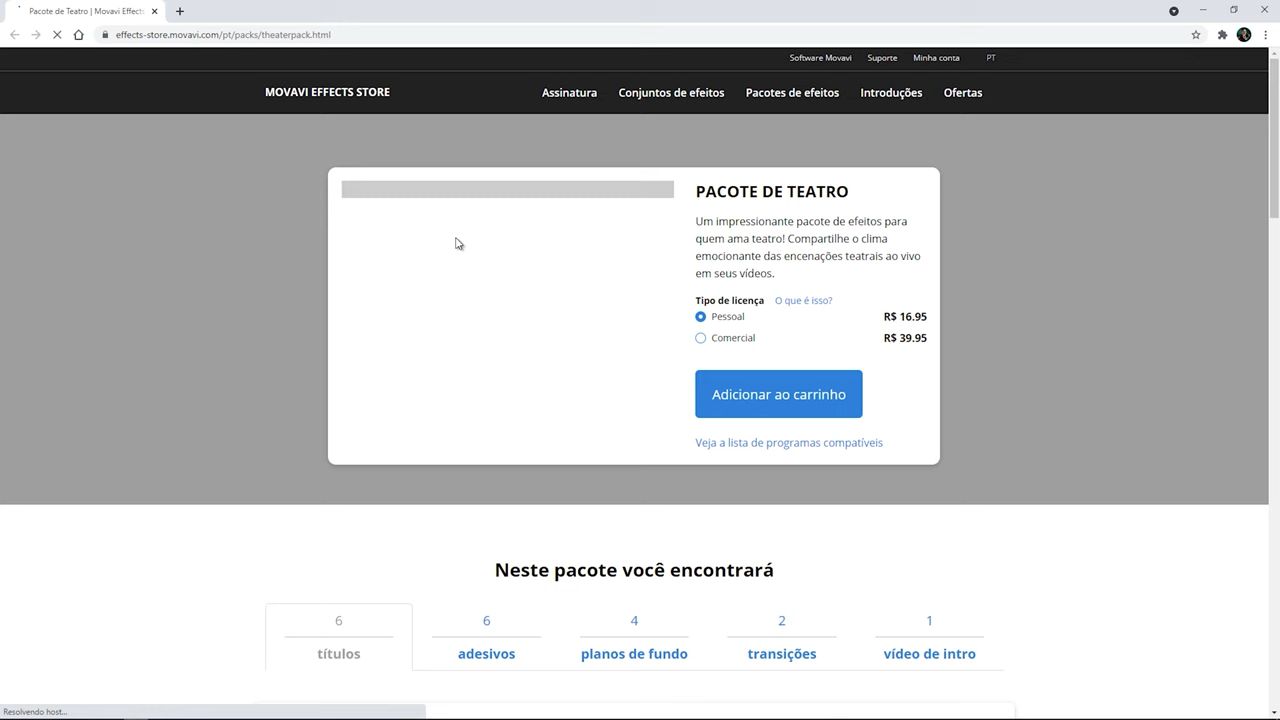 Pacote de Teatro | Movavi Effects
effects-store.movavi.com/pt/packs/theaterpack.html
Software Movavi Suporte Minha conta PT
MOVAVI EFFECTS STORE Assinatura Conjuntos de efeitos Pacotes de efeitos Introduções Ofertas
PACOTE DE TEATRO
Um impressionante pacote de efeitos para
quem ama teatro! Compartilhe o clima
emocionante das encenações teatrais ao vivo
em seus vídeos.
Tipo de licença O que é isso?
Pessoal R$ 16.95
Comercial R$ 39.95
Adicionar ao carrinho
Veja a lista de programas compatíveis
Neste pacote você encontrará
6 6 4 2 1
títulos adesivos planos de fundo transições vídeo de intro
Resolvendo host...